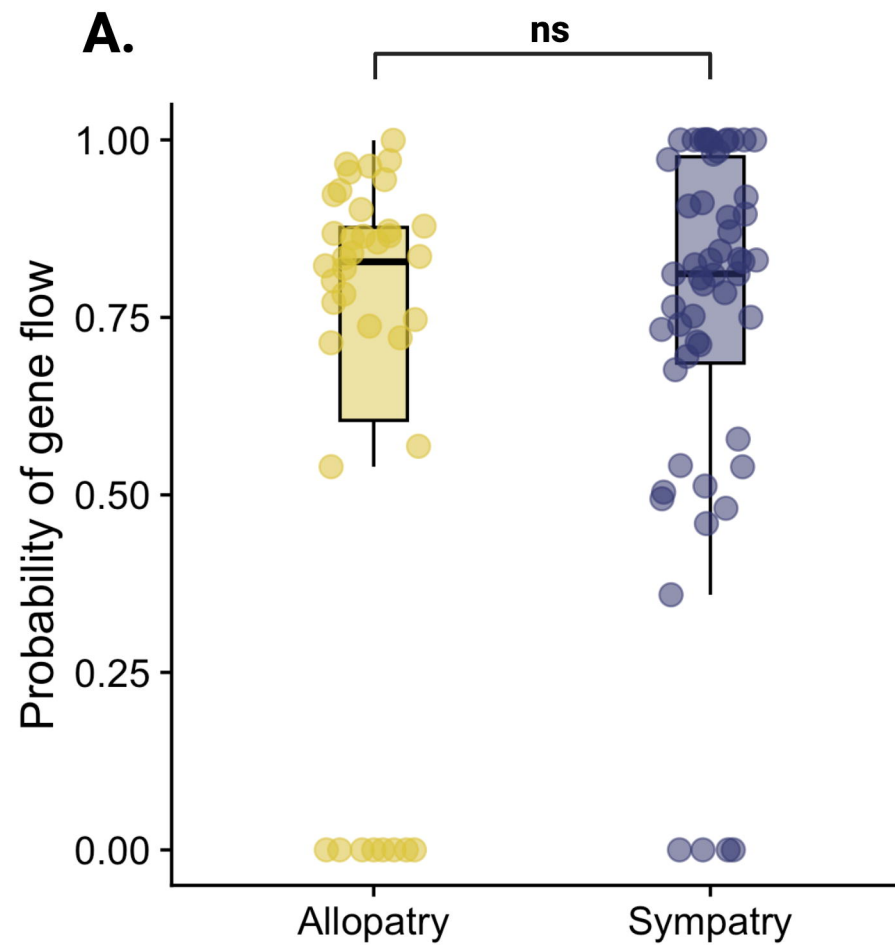 A.
ns
Probability of gene flow
1.00
0.75
0.50
0.25
0.00
Allopatry
Sympatry